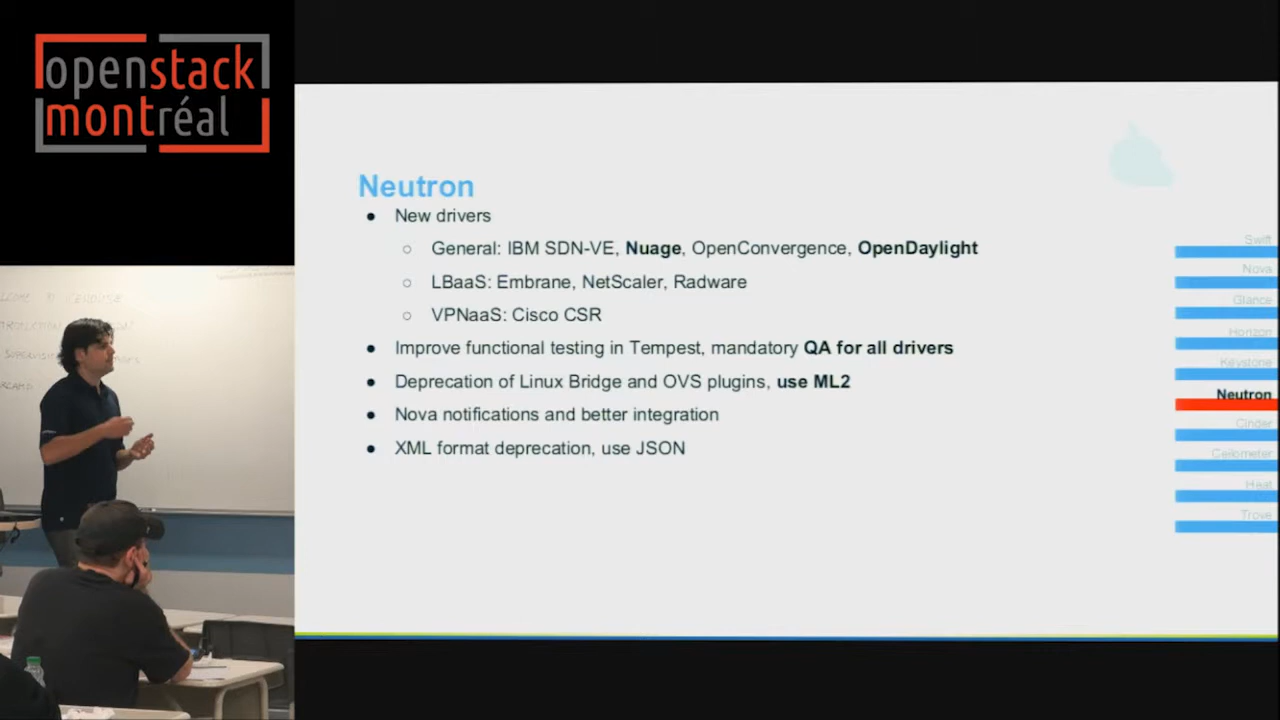 openstack
montréal
Neutron
● New drivers
○ General: IBM SDN-VE, Nuage, OpenConvergence, OpenDaylight
○ LBaaS: Embrane, NetScaler, Radware
○ VPNaaS: Cisco CSR
● Improve functional testing in Tempest, mandatory QA for all drivers
● Deprecation of Linux Bridge and OVS plugins, use ML2
● Nova notifications and better integration
● XML format deprecation, use JSON
Swift
Nova
Glance
Horizon
Keystone
Neutron
Cinder
Ceilometer
Heat
Trove